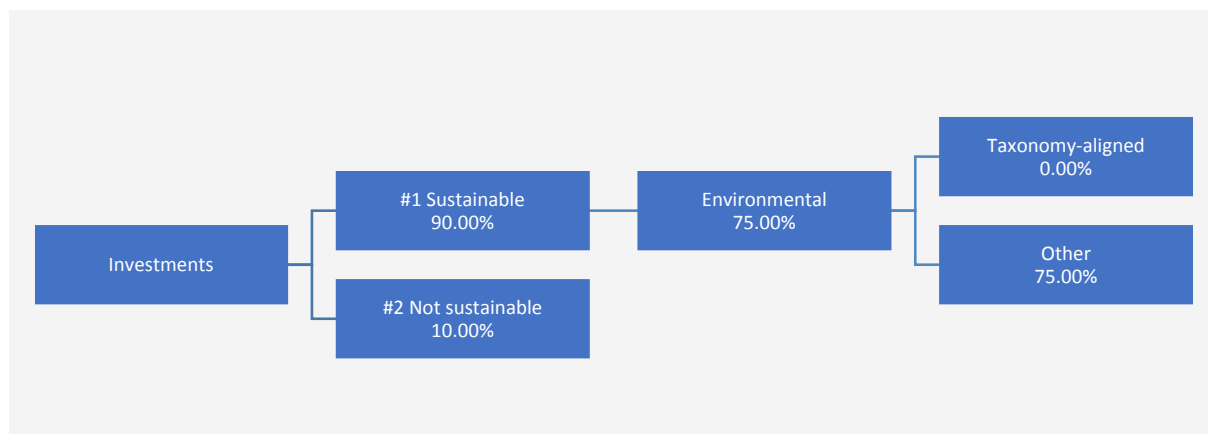 Investments
#1 Sustainable
90.00%
#2 Not sustainable
10.00%
Environmental
75.00%
Taxonomy-aligned
0.00%
Other
75.00%